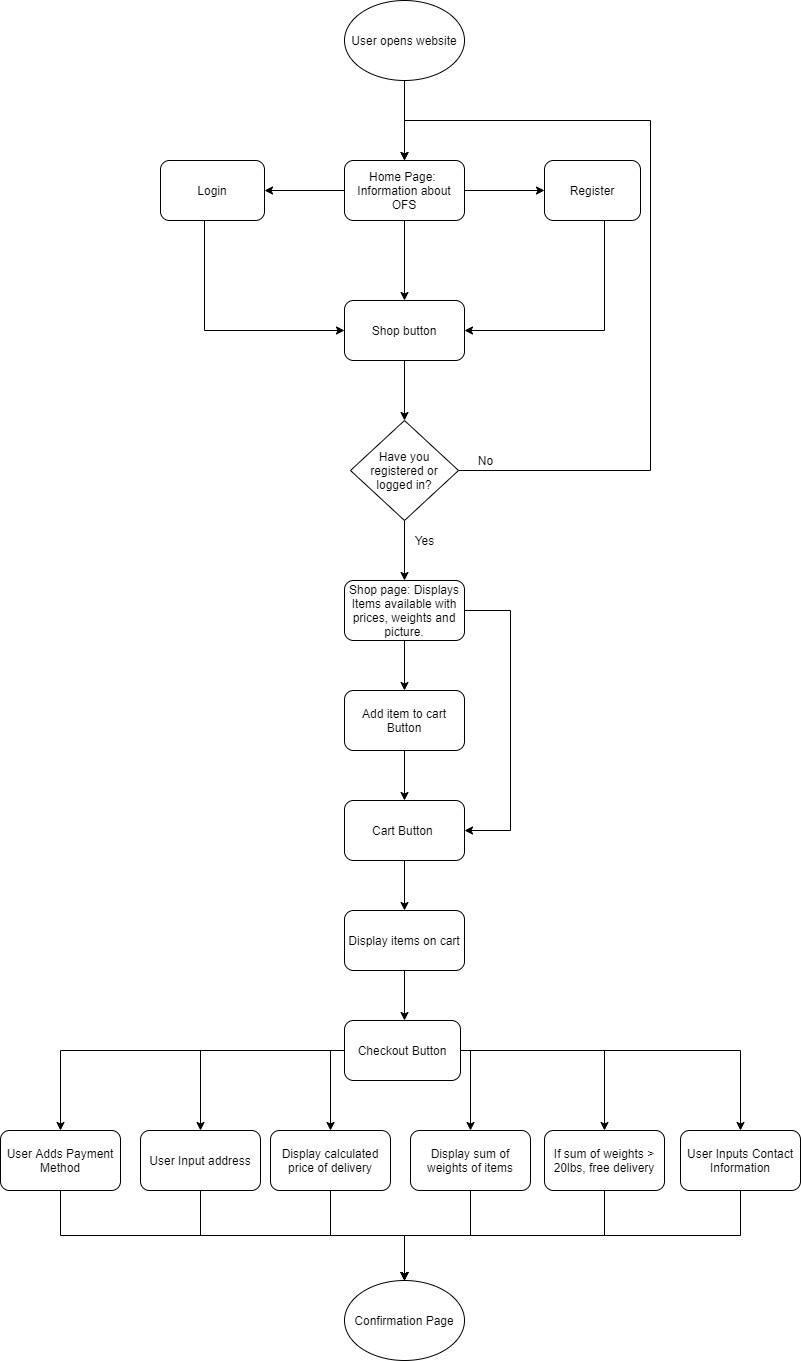 User opens website
Login
Home Page:
Information about
OFS
Register
Shop button
Have you
registered or
logged in?
No
Yes
Shop page: Displays
Items available with
prices, weights and
picture.
Add item to cart
Button
Cart Button
Display items on cart
Checkout Button
User Adds Payment
Method
User Input address
Display calculated
price of delivery
Display sum of
weights of items
If sum of weights >
20lbs, free delivery
User Inputs Contact
Information
Confirmation Page